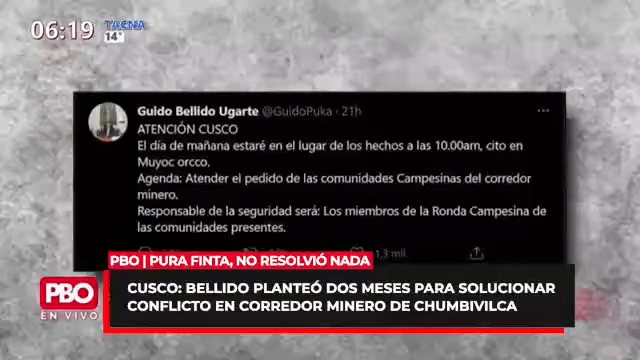 06:19
TACNA
14°
Guido Bellido Ugarte @GuidoPuka · 21h
ATENCIÓN CUSCO
El día de mañana estaré en el lugar de los hechos a las 10.00am, cito en
Muyoc orcco.
Agenda: Atender el pedido de las comunidades Campesinas del corredor
minero.
Responsable de la seguridad será: Los miembros de la Ronda Campesina de
las comunidades presentes.
1,3 mil
PBO | PURA FINTA, NO RESOLVIÓ NADA
PBO
EN VIVO
CUSCO: BELLIDO PLANTEÓ DOS MESES PARA SOLUCIONAR
CONFLICTO EN CORREDOR MINERO DE CHUMBIVILCA